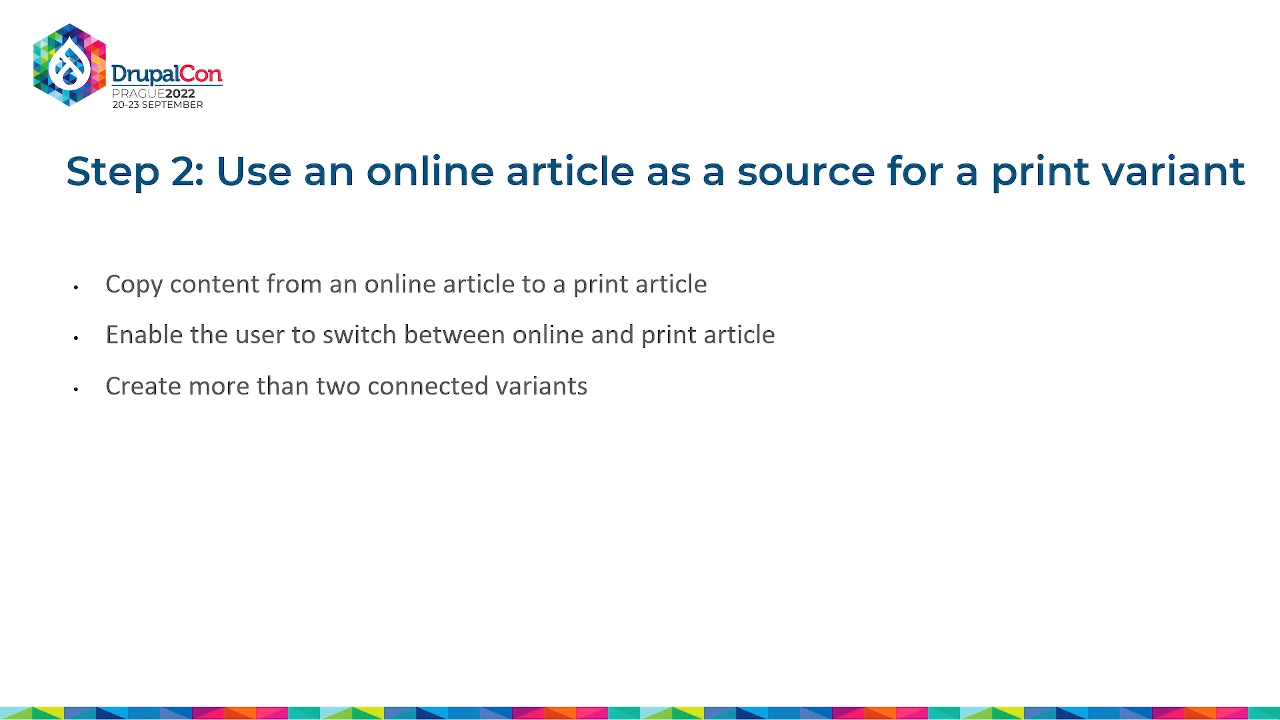 DrupalCon
PRAGUE2022
20-23 SEPTEMBER
Step 2: Use an online article as a source for a print variant
• Copy content from an online article to a print article
• Enable the user to switch between online and print article
• Create more than two connected variants